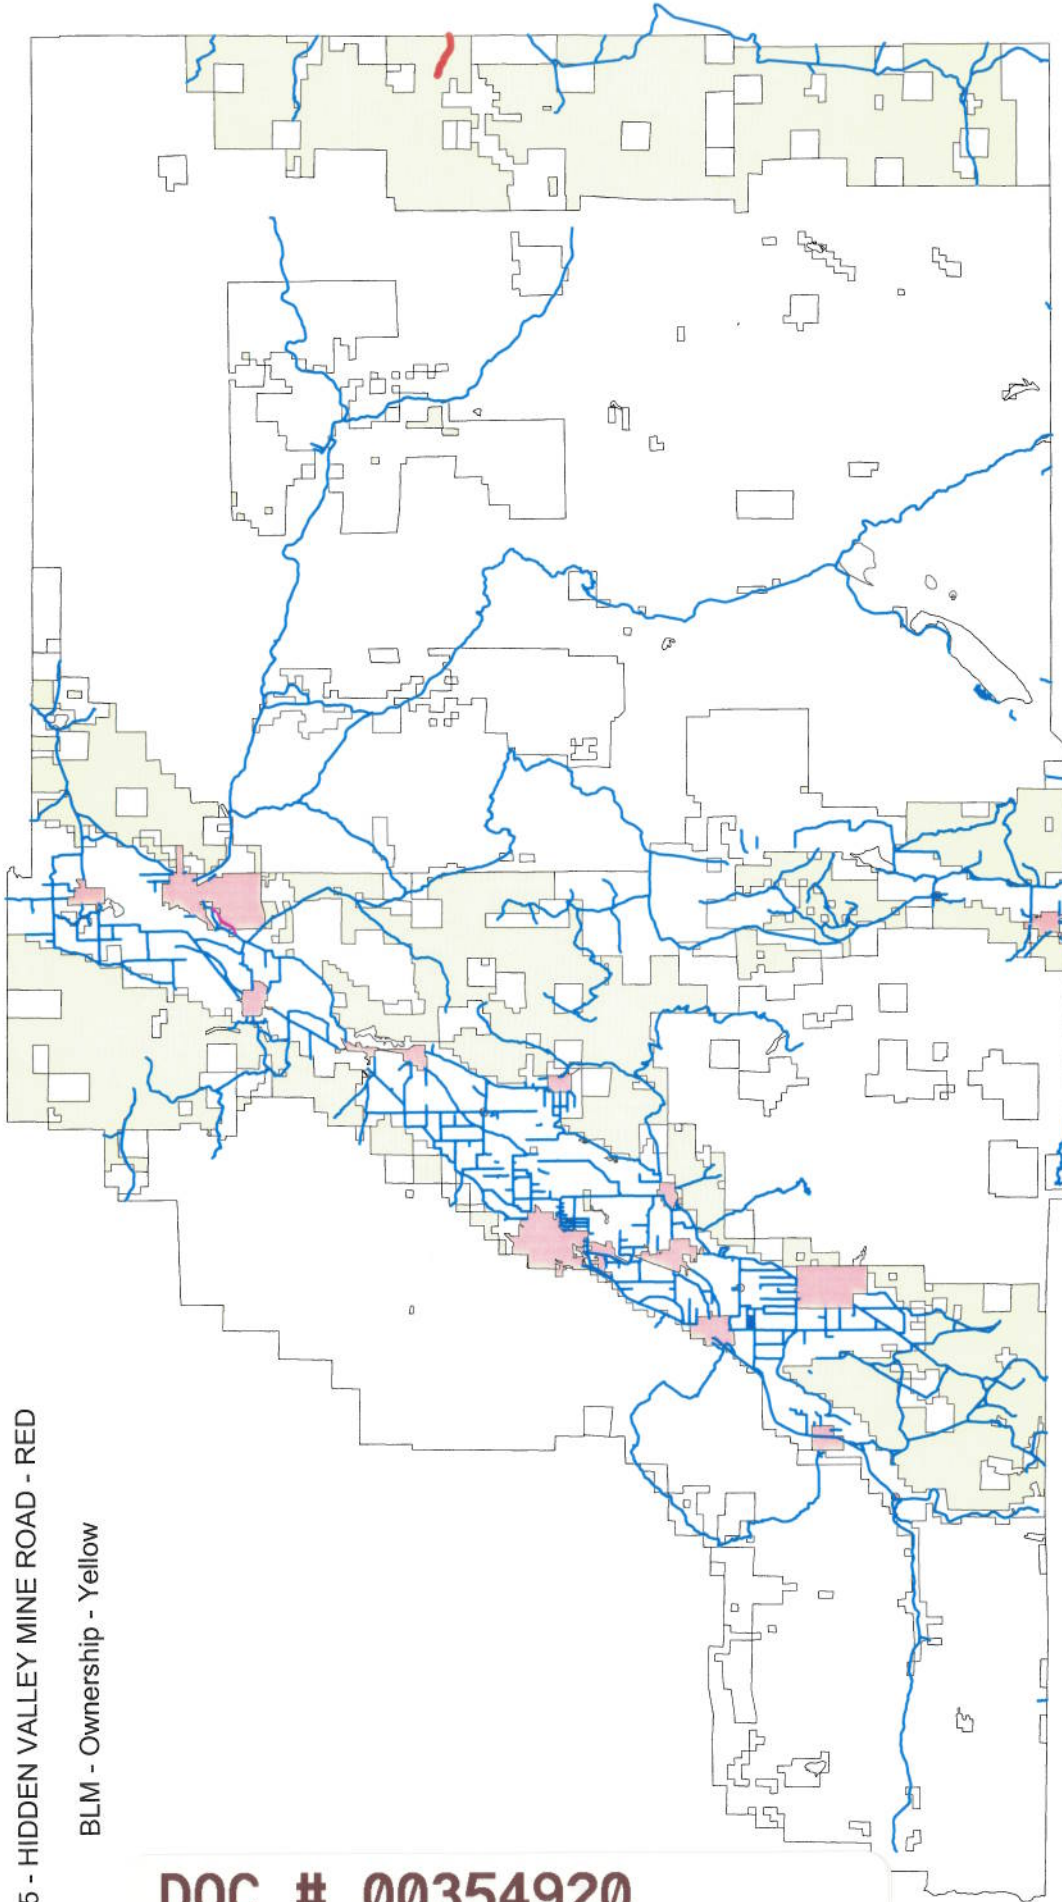 5 - HIDDEN VALLEY MINE ROAD - RED
BLM - Ownership - Yellow
DOC # 00354920